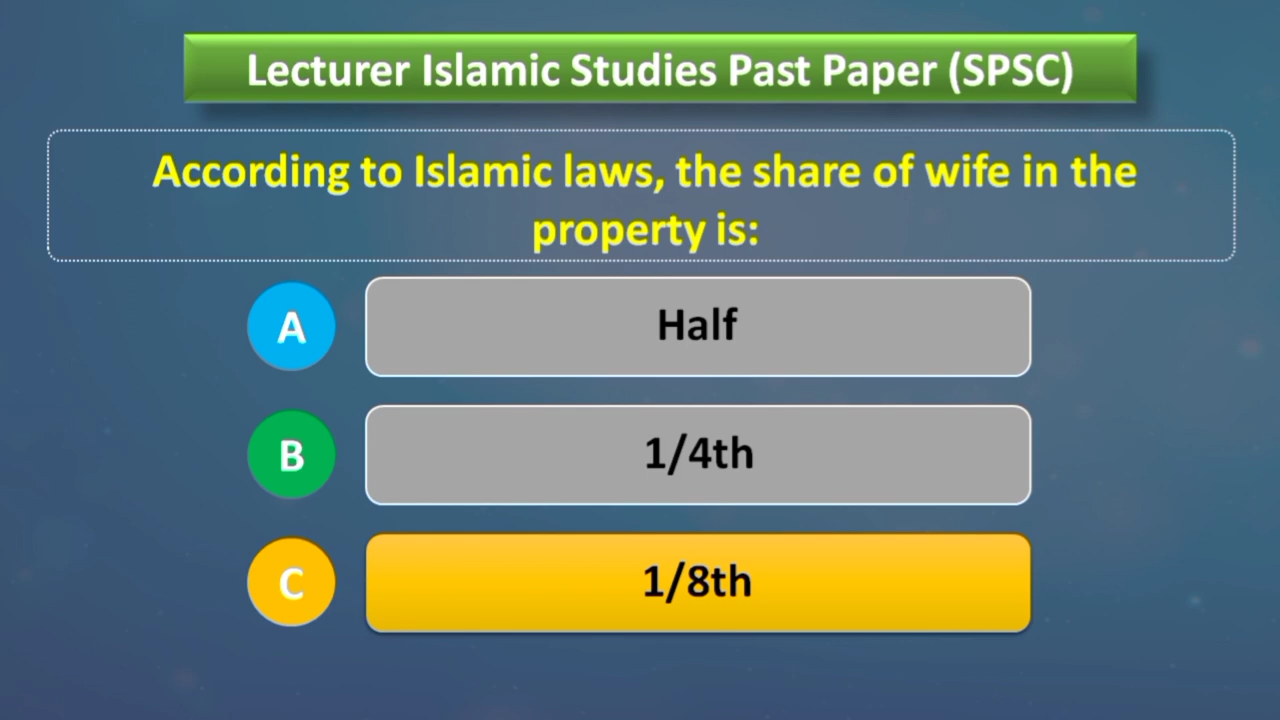 Lecturer Islamic Studies Past Paper (SPSC)
According to Islamic laws, the share of wife in the
property is:
A Half
B 1/4th
C 1/8th